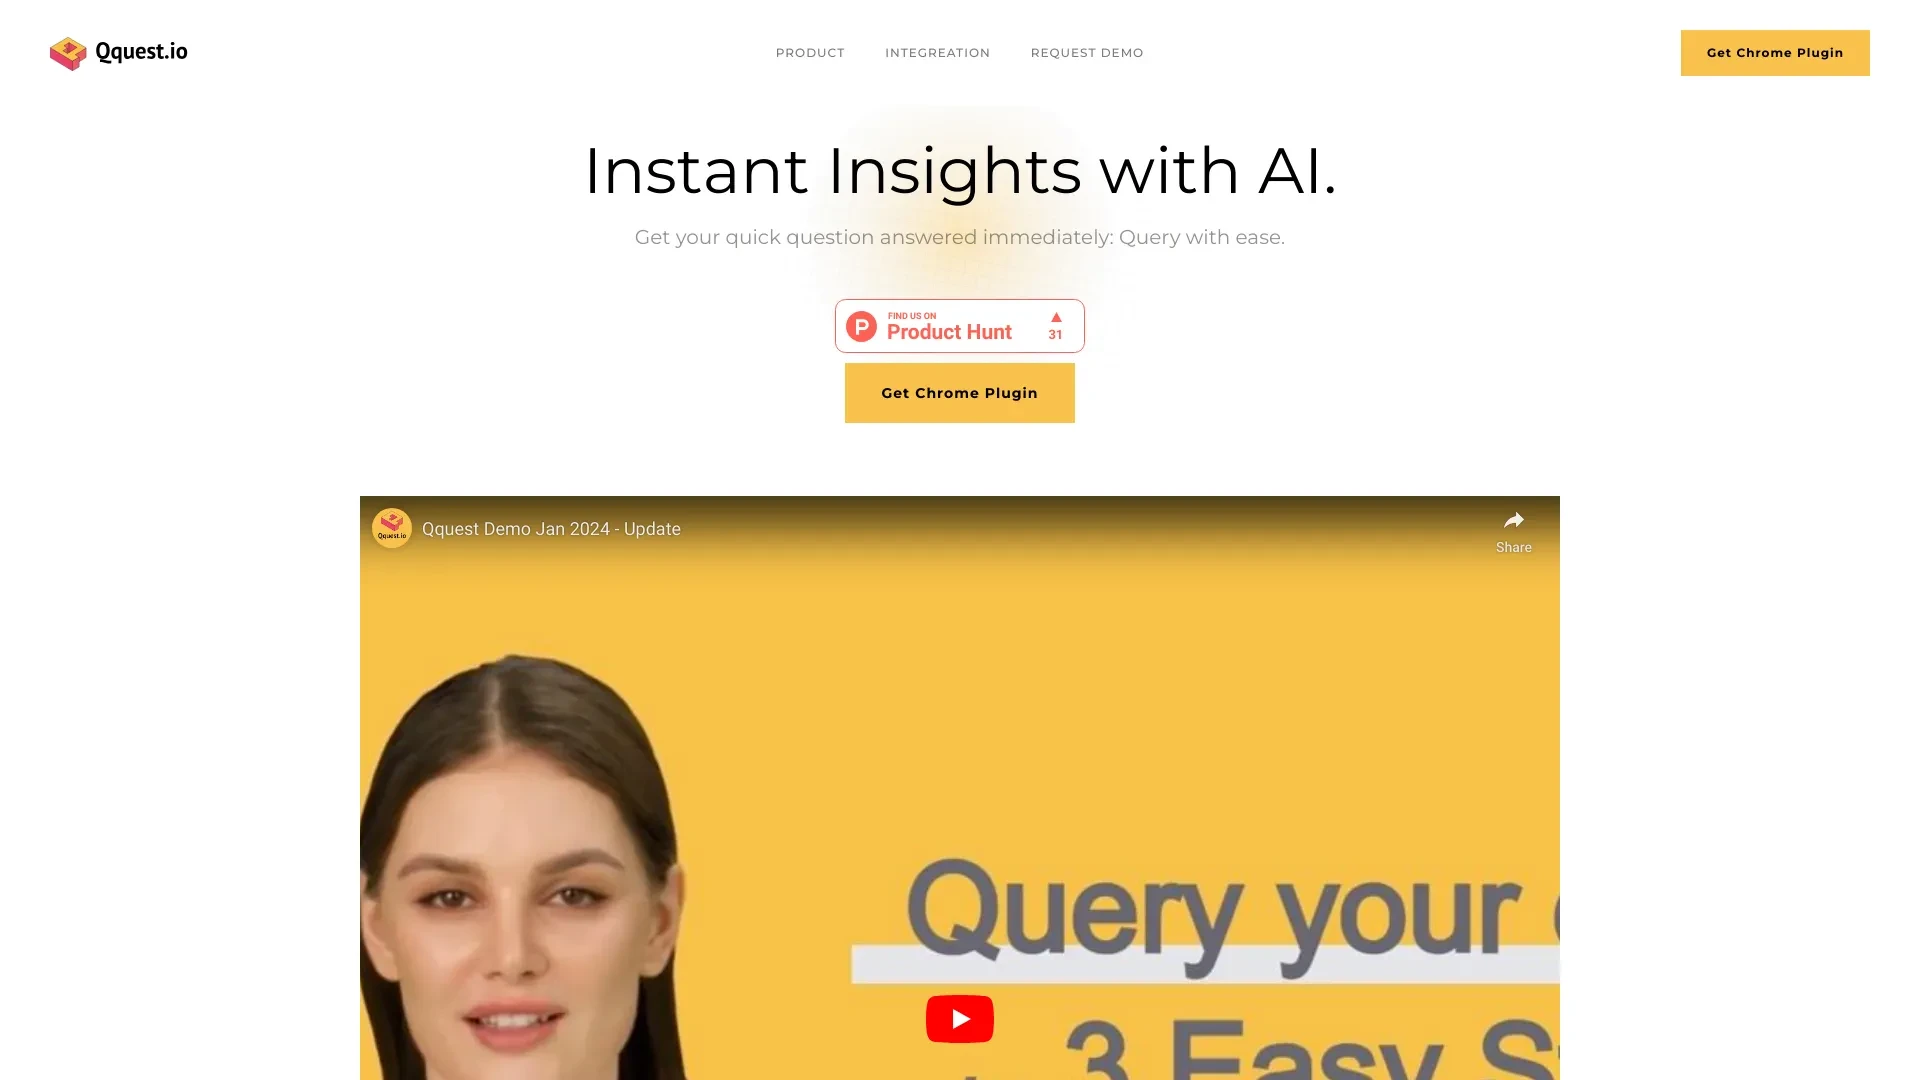 Qquest.io
PRODUCT
INTEGREATION
REQUEST DEMO
Get Chrome Plugin
Instant Insights with AI.
Get your quick question answered immediately: Query with ease.
FIND US ON
Product Hunt
31
Get Chrome Plugin
Qquest.io
Qquest Demo Jan 2024 - Update
Share
Query your
3 Easy